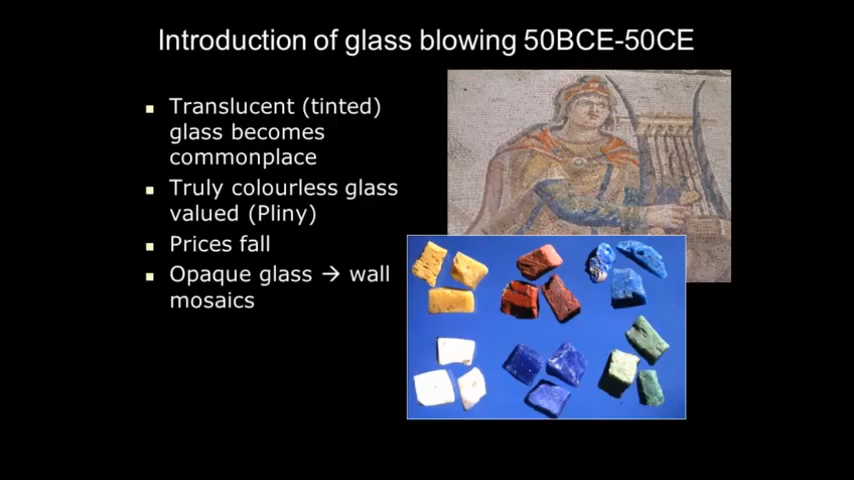 Introduction of glass blowing 50BCE-50CE
Translucent (tinted)
glass becomes
commonplace
Truly colourless glass
valued (Pliny)
Prices fall
Opaque glass → wall
mosaics